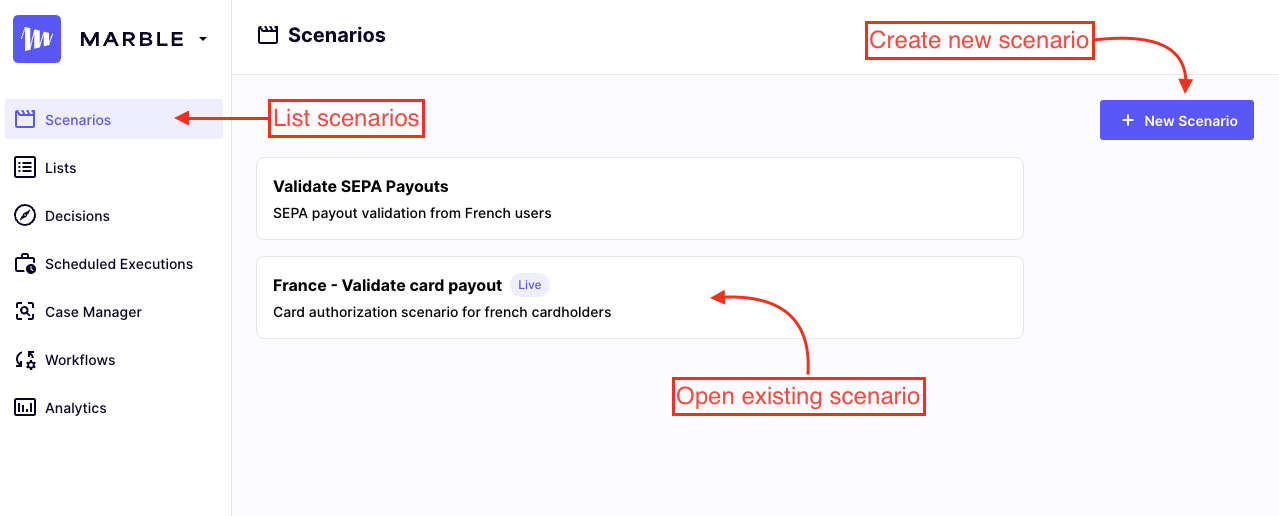 MARBLE
Scenarios
Create new scenario
Scenarios
List scenarios
New Scenario
Lists
Decisions
Scheduled Executions
Case Manager
Workflows
Analytics
Validate SEPA Payouts
SEPA payout validation from French users
France - Validate card payout Live
Card authorization scenario for french cardholders
Open existing scenario